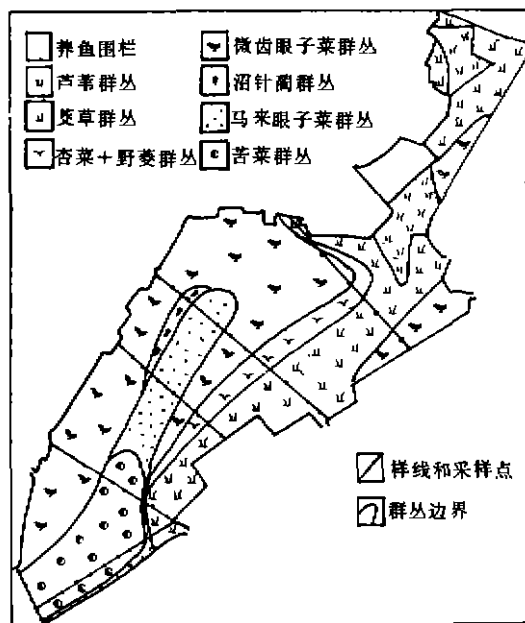 养鱼围栏
微齿眼子菜群丛
芦苇群丛
沼针蔺群丛
茭草群丛
马来眼子菜群丛
杏菜+野菱群丛
苦菜群丛
样线和采样点
群丛边界